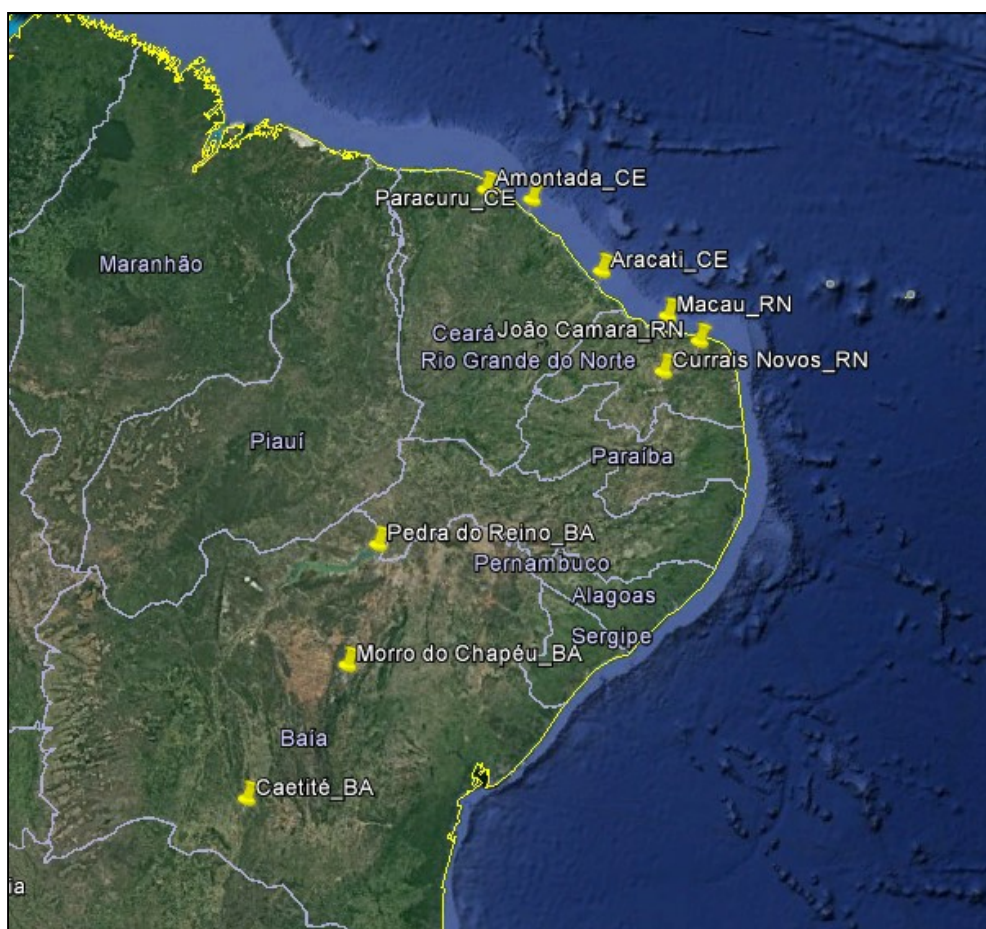 Amontada_CE
Paracuru_CE
Maranhão
Aracati_CE
Macau_RN
João Camara_RN
Ceará
Rio Grande do Norte
Currais Novos_RN
Piauí
Paraíba
Pedra do Reino_BA
Pernambuco
Alagoas
Sergipe
Morro do Chapéu_BA
Baía
Caetité_BA
ia